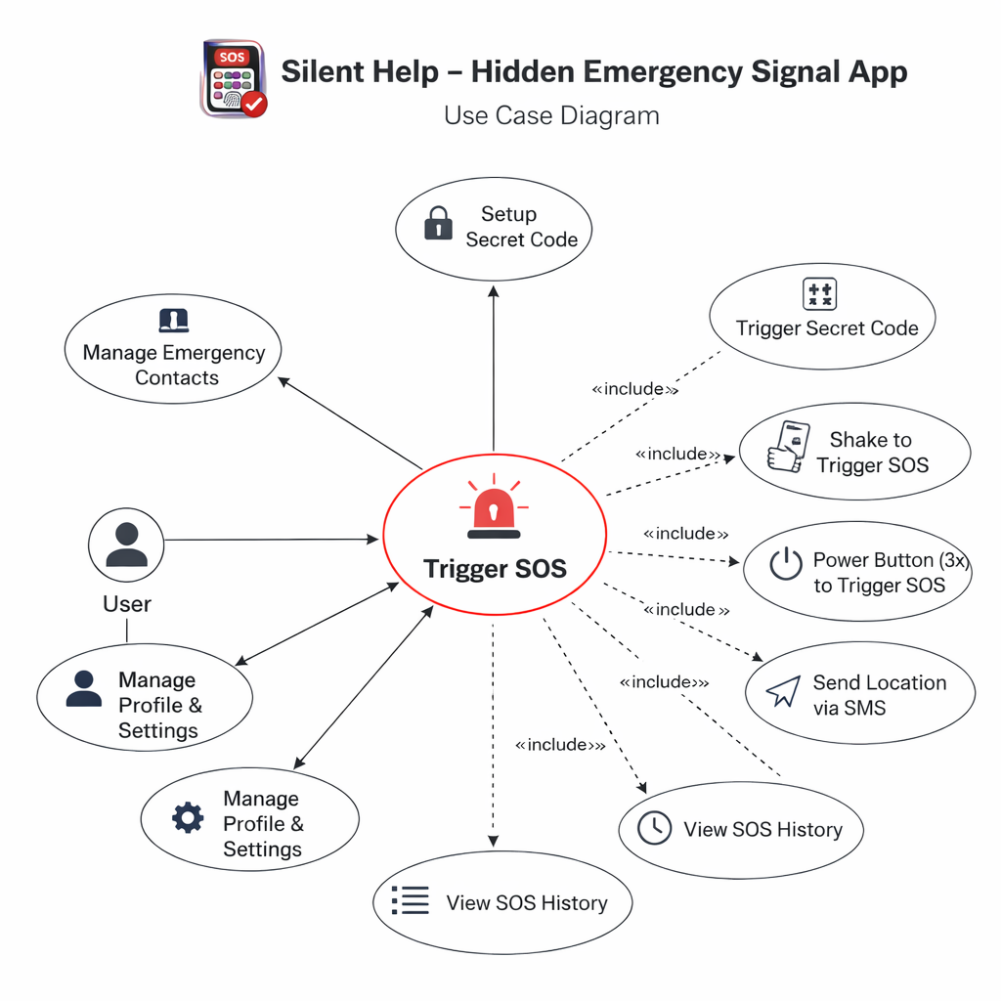 SOS
Silent Help – Hidden Emergency Signal App
Use Case Diagram
Setup
Secret Code
Trigger Secret Code
Manage Emergency
Contacts
«include»
Shake to
Trigger SOS
«include»
Trigger SOS
«include»
Power Button (3x)
to Trigger SOS
User
«include »
Manage
Profile &
Settings
Send Location
via SMS
«include»»
«include»»
Manage
Profile &
Settings
View SOS History
View SOS History